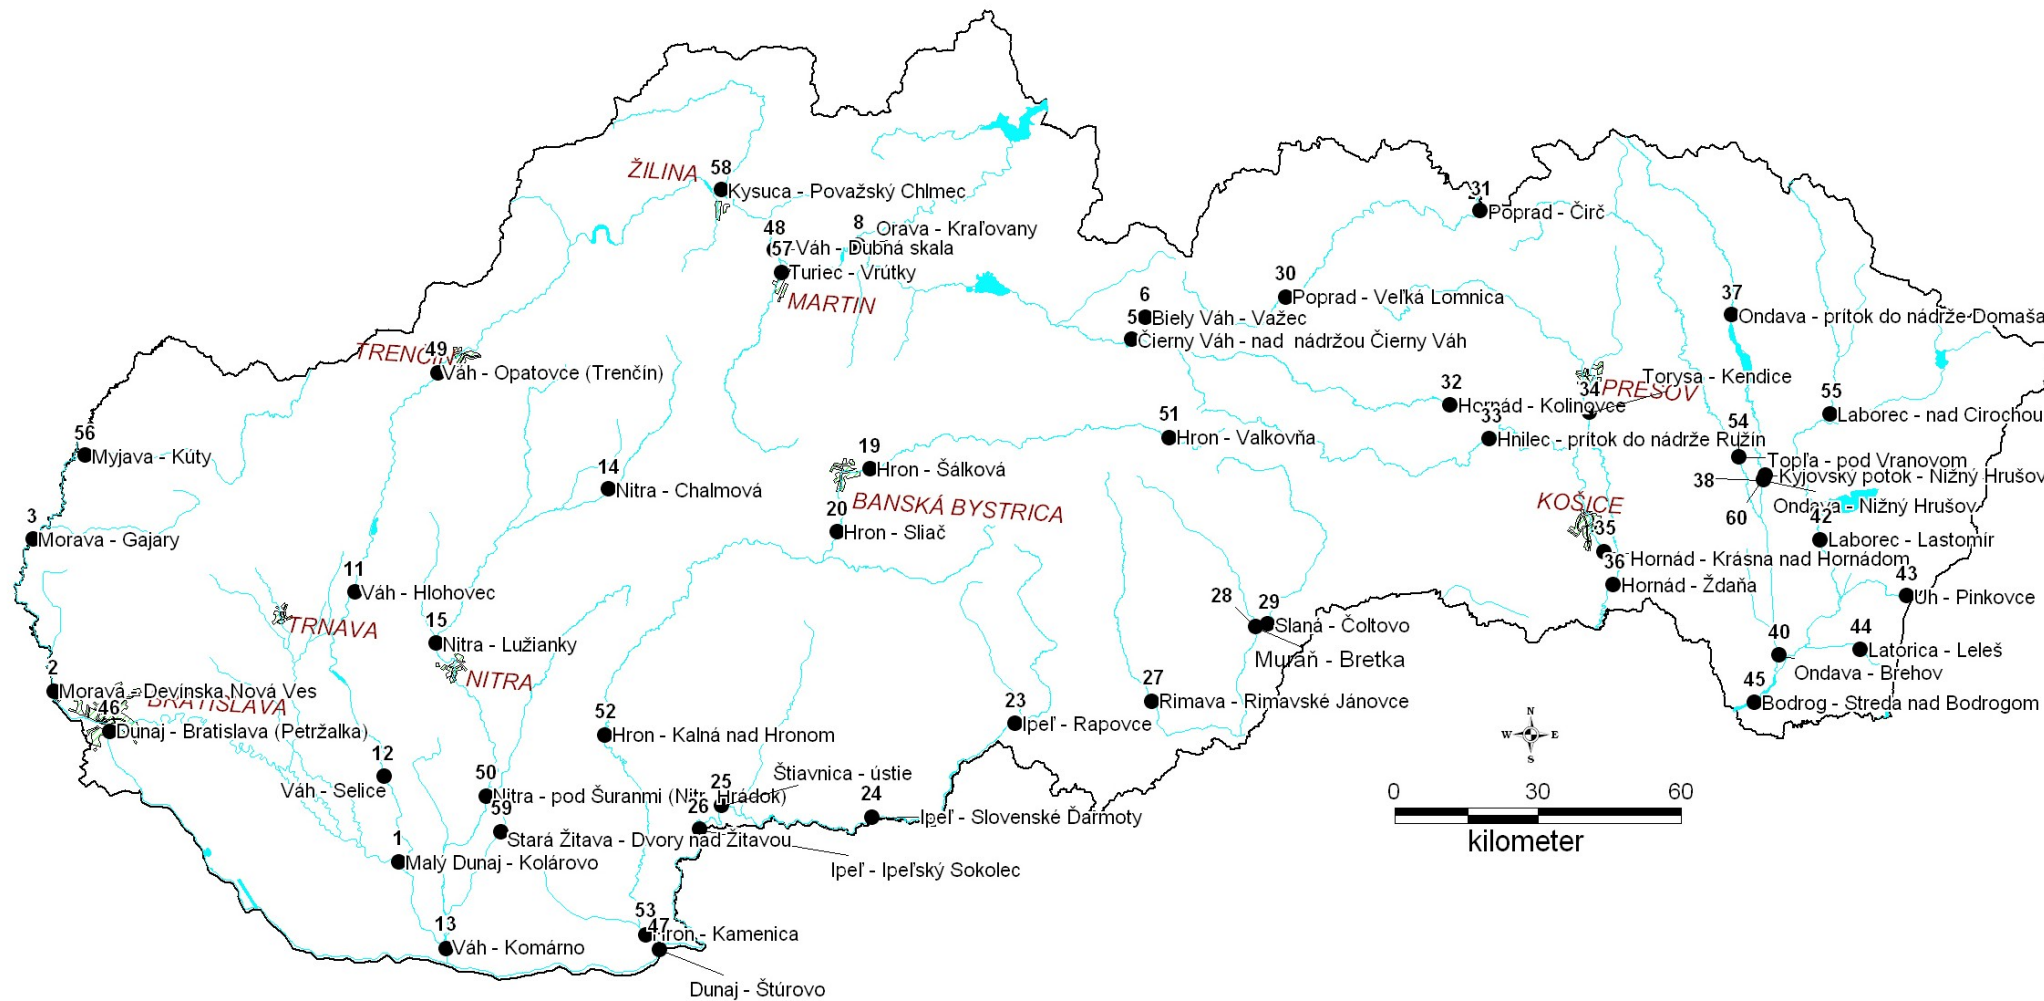 58
ŽILINA
Kysuca - Považský Chlmec
31
Poprad - Čirč
8
Orava - Kraľovany
48
Váh - Dubná skala
57
Turiec - Vrútky
MARTIN
30
Poprad - Veľká Lomnica
6
Biely Váh - Važec
5
Čierny Váh - nad nádržou Čierny Váh
37
Ondava - prítok do nádrže Domaša
TRENČÍN
49
Váh - Opatovce (Trenčín)
32
Hornád - Kolinovce
34
Torysa - Kendice
PREŠOV
55
Laborec - nad Cirochou
33
Hnilec - prítok do nádrže Ružín
51
Hron - Valkovňa
54
Topľa - pod Vranovom
56
Myjava - Kúty
19
Hron - Šálková
BANSKÁ BYSTRICA
14
Nitra - Chalmová
38
Kyjovský potok - Nižný Hrušov
Ondava - Nižný Hrušov
60
KOŠICE
20
Hron - Sliač
3
Morava - Gajary
35
Hornád - Krásna nad Hornádom
42
Laborec - Lastomír
36
Hornád - Ždaňa
11
Váh - Hlohovec
43
Uh - Pinkovce
TRNAVA
28
29
Slaná - Čoltovo
Muráň - Bretka
15
Nitra - Lužianky
44
Latorica - Leleš
40
Ondava - Brehov
NITRA
2
Morava - Devínska Nová Ves
BRATISLAVA
46
Dunaj - Bratislava (Petržalka)
45
Bodrog - Streda nad Bodrogom
27
Rimava - Rimavské Jánovce
23
Ipeľ - Rapovce
52
Hron - Kalná nad Hronom
N
W
E
S
12
Váh - Selice
50
Nitra - pod Šuranmi (Nitr. Hrádok)
25
Štiavnica - ústie
24
Ipeľ - Slovenské Ďarmoty
26
59
Stará Žitava - Dvory nad Žitavou
Ipeľ - Ipeľský Sokolec
0
30
60
kilometer
1
Malý Dunaj - Kolárovo
13
Váh - Komárno
53
Hron - Kamenica
47
Dunaj - Štúrovo